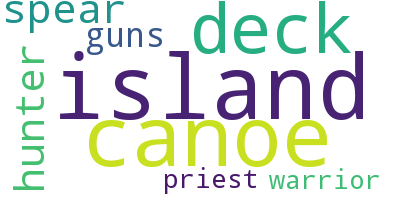 spear
guns
deck
island
hunter
canoe
priest
warrior